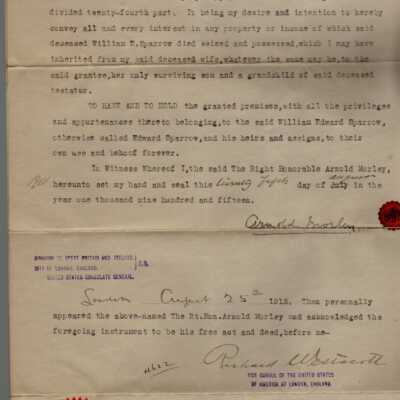 divided twenty-fourth part. It being my desire and intention to hereby
convey all and every interest in any property or income of which said
deceased William E.Sparrow died seized and possessed,which I may have
inherited from my said deceased wife,whatever the same may be,to the
said grantee,her only surviving son and a grandchild of said deceased
testator.
TO HAVE AND TO HOLD the granted premises,with all the privileges
and appurtenances thereto belonging,to the said William Edward Sparrow,
otherwise called Edward Sparrow,and his heirs and assigns,to their
own use and behoof forever.
In Witness Whereof I,the said The Right Honorable Arnold Morley,
hereunto set my hand and seal this twenty fifth day of July August in the
year one thousand nine hundred and fifteen.
Arnold Morley
CITY OF LONDON, ENGLAND. S.S.
UNITED STATES CONSULATE GENERAL.
London August 25th 1915. Then personally
appeared the above-named The Rt.Hon.Arnold Morley and acknowledged the
foregoing instrument to be his free act and deed,before me-
Richard Westacott
VICE CONSUL OF THE UNITED STATES
OF AMERICA AT LONDON, ENGLAND.